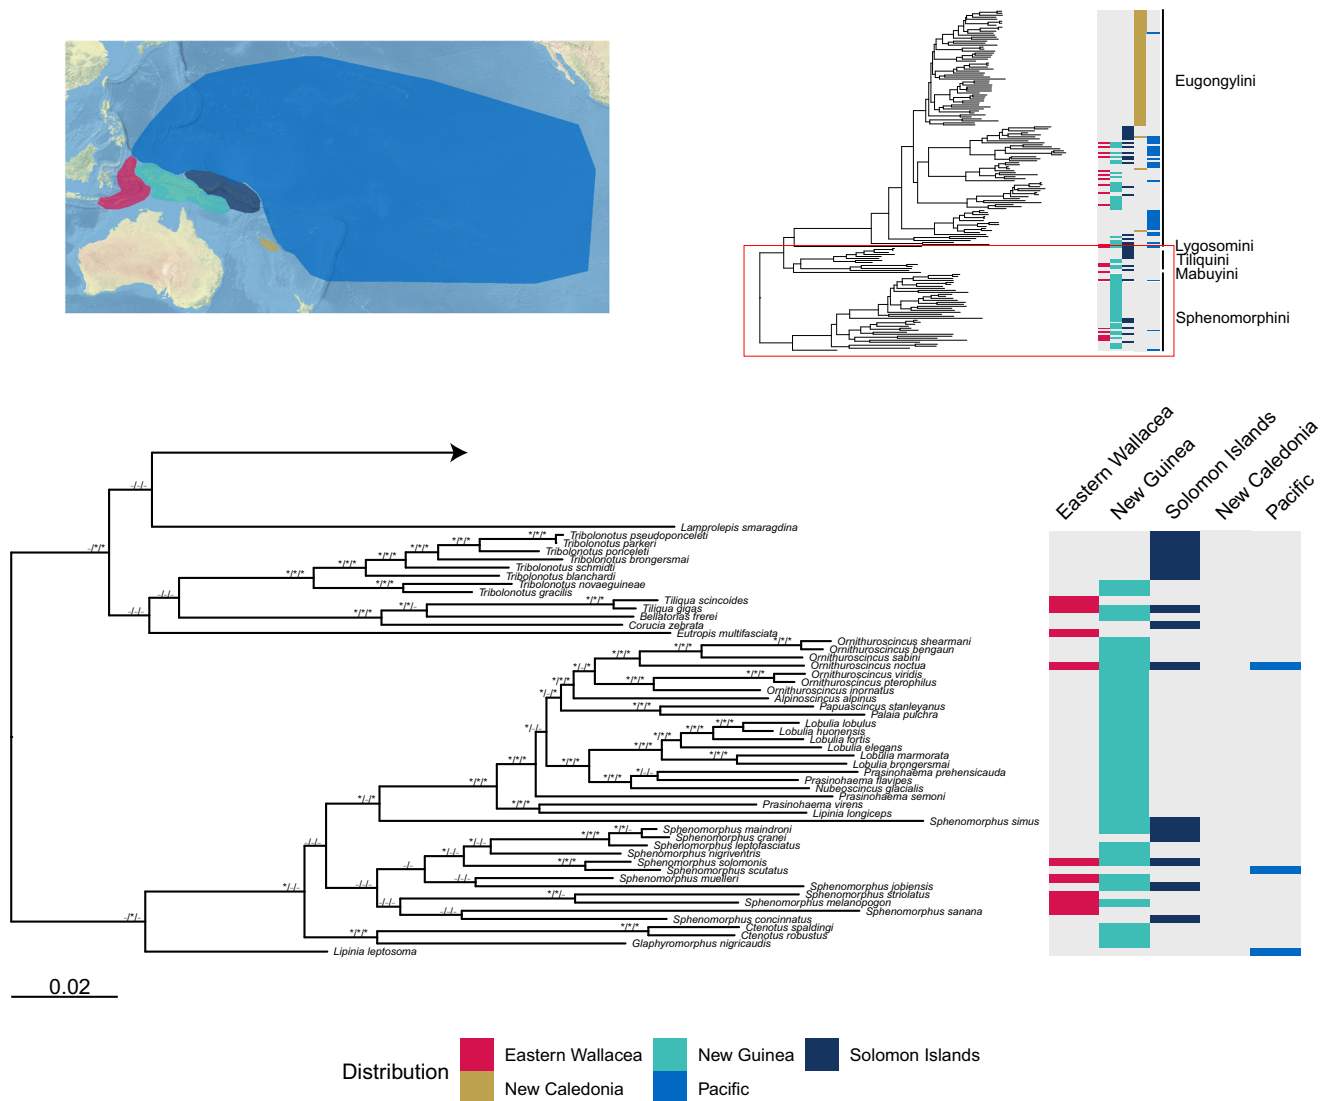 Eugongylini
Lygosomini
Tiliquini
Mabuyini
Sphenomorphini
Eastern Wallacea
New Guinea
Solomon Islands
New Caledonia
Pacific
-/-/-
-/*/*
Lamprolepis smaragdina
*/*/*
Tribolonotus pseudoponceleti
Tribolonotus parkeri
*/*/*
Tribolonotus ponceleti
*/*/*
Tribolonotus brongersmai
*/*/*
Tribolonotus schmidti
*/*/*
Tribolonotus blanchardi
*/*/*
Tribolonotus novaeguineae
Tribolonotus gracilis
-/-/-
*/*/*
Tiliqua scincoides
Tiliqua gigas
*/*/-
Bellatorias frerei
*/*/*
Corucia zebrata
-/-/-
Eutropis multifasciata
*/*/*
Ornithuroscincus shearmani
Ornithuroscincus bengaun
*/*/*
Ornithuroscincus sabini
*/*/*
Ornithuroscincus noctua
*/-/*
*/*/*
Ornithuroscincus viridis
Ornithuroscincus pterophilus
*/*/*
Ornithuroscincus inornatus
*/*/*
Alpinoscincus alpinus
*/-/*
*/*/*
Papuascincus stanleyanus
Palaia pulchra
*/-/-
*/*/*
Lobulia lobulus
Lobulia huonensis
*/*/*
Lobulia fortis
*/*/*
Lobulia elegans
*/*/*
*/*/*
Lobulia marmorata
Lobulia brongersmai
*/*/*
*/-/-
Prasinohaema prehensicauda
Prasinohaema flavipes
*/*/*
Nubeoscincus glacialis
*/*/*
Prasinohaema semoni
*/*/*
Prasinohaema virens
Lipinia longiceps
*/-/*
Sphenomorphus simus
-/-/-
*/*/-
Sphenomorphus maindroni
Sphenomorphus cranei
*/*/*
Sphenomorphus leptofasciatus
*/-/-
Sphenomorphus nigriventris
*/-/-
*/*/*
Sphenomorphus solomonis
Sphenomorphus scutatus
-/-
-/-/-
Sphenomorphus muelleri
Sphenomorphus jobiensis
-/-/-
*/*/-
Sphenomorphus striolatus
Sphenomorphus melanopogon
-/-/-
-/-/-
Sphenomorphus sanana
Sphenomorphus concinnatus
*/-/-
*/*/*
Ctenotus spaldingi
Ctenotus robustus
*/*/*
Glaphyromorphus nigricaudis
-/*/-
Lipinia leptosoma
0.02
Distribution
Eastern Wallacea
New Guinea
Solomon Islands
New Caledonia
Pacific